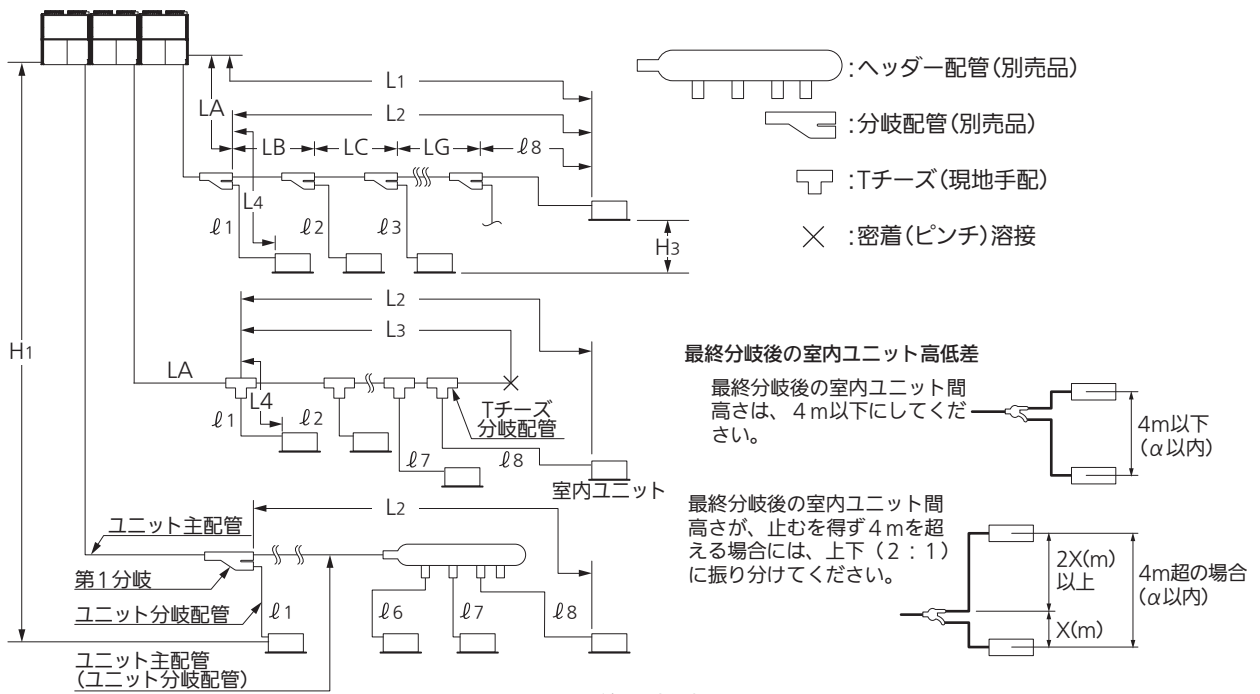 L1
LA
L2
LB
LC
LG
ℓ8
L4
ℓ1
ℓ2
ℓ3
H3
:ヘッダー配管(別売品)
:分岐配管(別売品)
:Tチーズ(現地手配)
:密着(ピンチ)溶接
H1
L2
L3
LA
L4
ℓ1
ℓ2
Tチーズ
分岐配管
ℓ7
ℓ8
室内ユニット
L2
ユニット主配管
第1分岐
ユニット分岐配管
ℓ1
ℓ6
ℓ7
ℓ8
ユニット主配管
(ユニット分岐配管)
最終分岐後の室内ユニット高低差
最終分岐後の室内ユニット間
高さは、4m以下にしてくだ
さい。
4m以下
(α以内)
最終分岐後の室内ユニット間
高さが、止むを得ず4mを超
える場合には、上下(2:1)
に振り分けてください。
2X(m)
以上
X(m)
4m超の場合
(α以内)